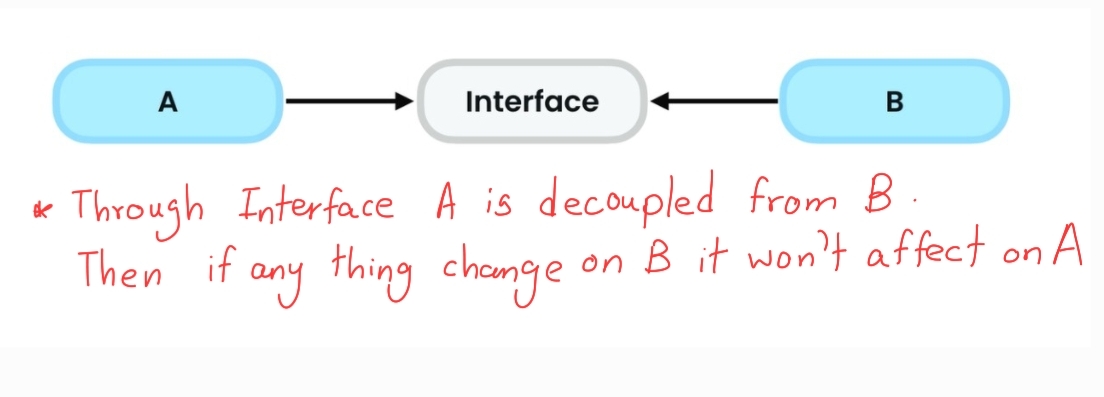 A Interface B
* Through Interface A is decoupled from B.
Then if any thing change on B it won't affect on A